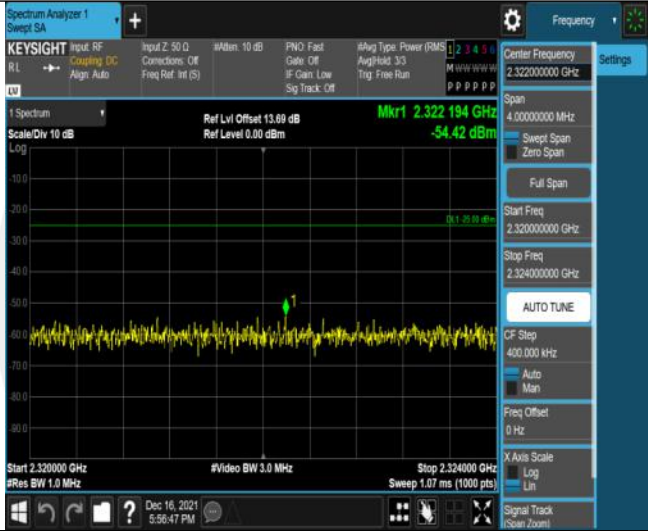 Spectrum Analyzer 1
Swept SA
+
Frequency
KEYSIGHT
RL
LV
Input: RF
Coupling: DC
Align: Auto
Input Z: 50 Ω
Corrections: Off
Freq Ref: Int (S)
#Atten: 10 dB
PNO: Fast
Gate: Off
IF Gain: Low
Sig Track: Off
#Avg Type: Power (RMS
Avg|Hold: 3/3
Trig: Free Run
1 2 3 4 5 6
M W W W W W
P P P P P P
1 Spectrum
Scale/Div 10 dB
Log
Ref Lvl Offset 13.69 dB
Ref Level 0.00 dBm
Mkr1 2.322 194 GHz
-54.42 dBm
-10.0
-20.0
DL1 -25.00 dBm
-30.0
-40.0
-50.0
1
-60.0
-70.0
-80.0
-90.0
Start 2.320000 GHz
#Res BW 1.0 MHz
#Video BW 3.0 MHz
Stop 2.324000 GHz
Sweep 1.07 ms (1000 pts)
?
Dec 16, 2021
5:56:47 PM
Center Frequency
2.322000000 GHz
Settings
Span
4.00000000 MHz
Swept Span
Zero Span
Full Span
Start Freq
2.320000000 GHz
Stop Freq
2.324000000 GHz
AUTO TUNE
CF Step
400.000 kHz
Auto
Man
Freq Offset
0 Hz
X Axis Scale
Log
Lin
Signal Track
(Span Zoom)